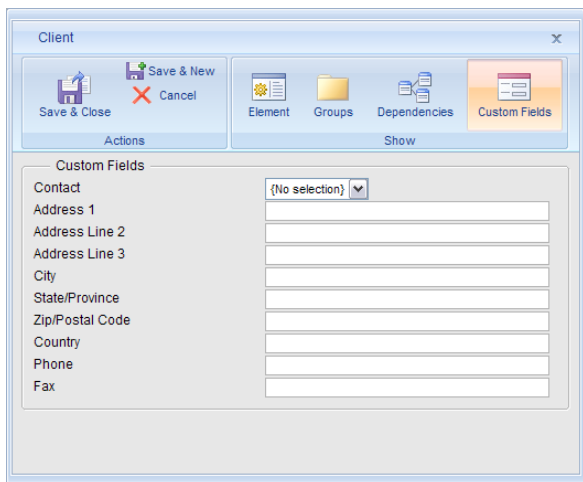 Client
x
Save & Close
Save & New
Cancel
Actions
Element
Groups
Dependencies
Custom Fields
Show
Custom Fields
Contact
{No selection}
Address 1
Address Line 2
Address Line 3
City
State/Province
Zip/Postal Code
Country
Phone
Fax